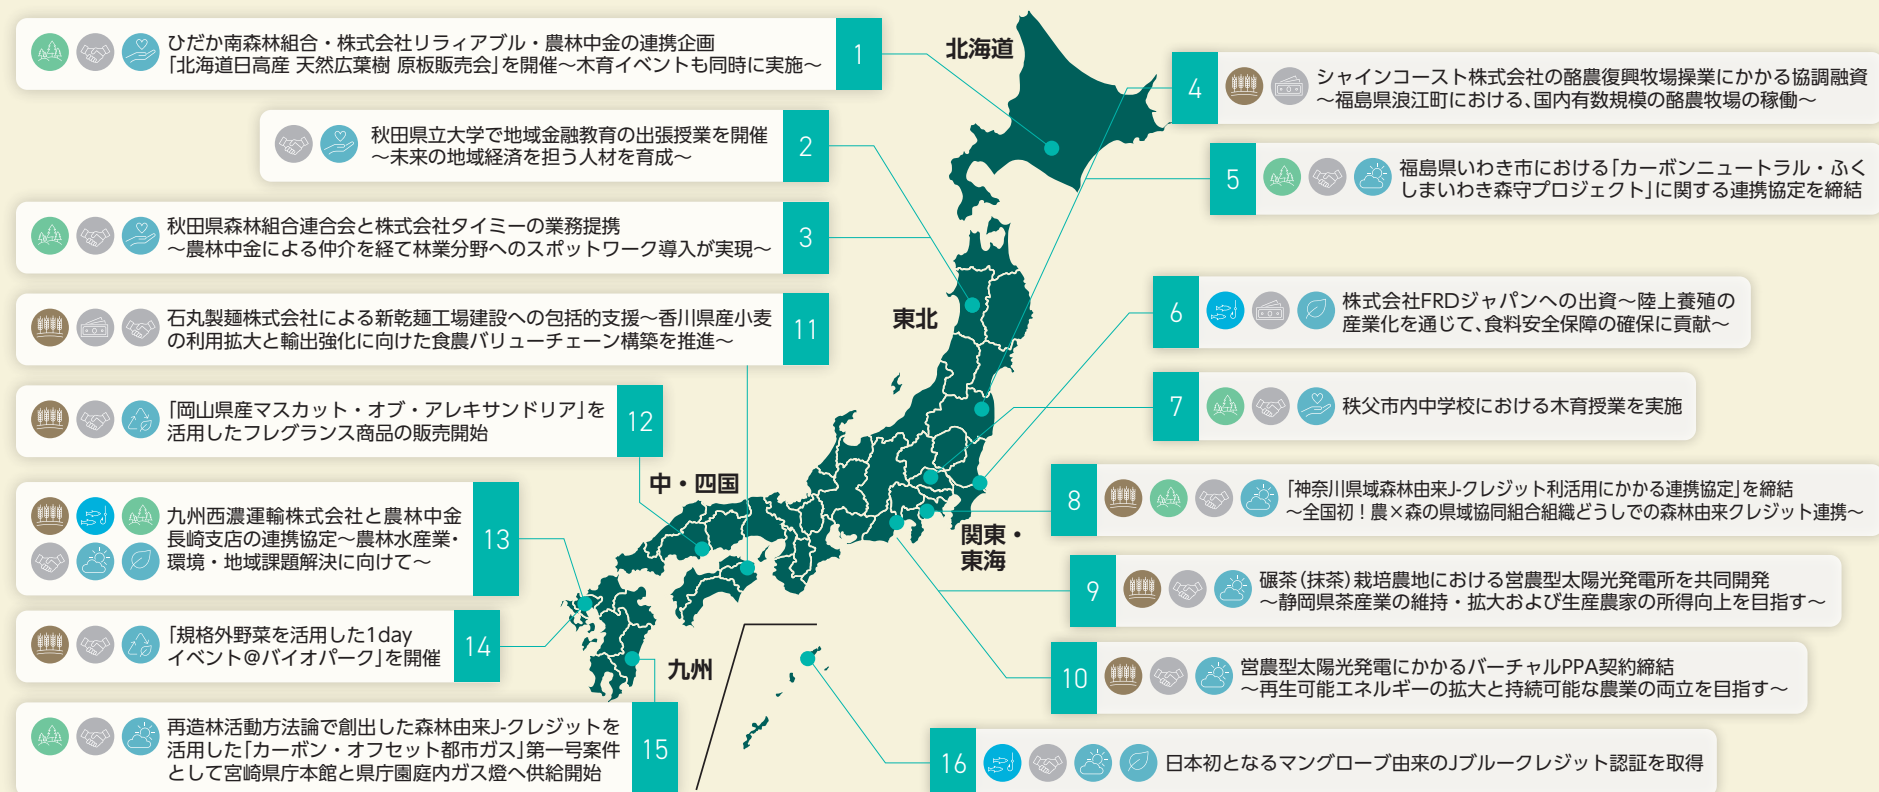 1
ひだか南森林組合・株式会社リライアブル・農林中金の連携企画
「北海道日高産 天然広葉樹 原板販売会」を開催～木育イベントも同時に実施～
2
秋田県立大学で地域金融教育の出張授業を開催
～未来の地域経済を担う人材を育成～
3
秋田県森林組合連合会と株式会社タイミーの業務提携
～農林中金による仲介を経て林業分野へのスポットワーク導入が実現～
11
石丸製麺株式会社による新乾麺工場建設への包括的支援～香川県産小麦
の利用拡大と輸出強化に向けた食農バリューチェーン構築を推進～
12
「岡山県産マスカット・オブ・アレキサンドリア」を
活用したフレグランス商品の販売開始
13
九州西濃運輸株式会社と農林中金
長崎支店の連携協定～農林水産業・
環境・地域課題解決に向けて～
14
「規格外野菜を活用した1day
イベント@バイオパーク」を開催
15
再造林活動方法論で創出した森林由来J-クレジットを
活用した「カーボン・オフセット都市ガス」第一号案件
として宮崎県庁本館と県庁園庭内ガス燈へ供給開始
北海道
東北
中・四国
関東・
東海
九州
4
シャインコースト株式会社の酪農復興牧場操業にかかる協調融資
～福島県浪江町における、国内有数規模の酪農牧場の稼働～
5
福島県いわき市における「カーボンニュートラル・ふく
しまいわき森守プロジェクト」に関する連携協定を締結
6
株式会社FRDジャパンへの出資～陸上養殖の
産業化を通じて、食料安全保障の確保に貢献～
7
秩父市内中学校における木育授業を実施
8
「神奈川県域森林由来J-クレジット利活用にかかる連携協定」を締結
～全国初！農×森の県域協同組合組織どうしでの森林由来クレジット連携～
9
碾茶（抹茶）栽培農地における営農型太陽光発電所を共同開発
～静岡県茶産業の維持・拡大および生産農家の所得向上を目指す～
10
営農型太陽光発電にかかるバーチャルPPA契約締結
～再生可能エネルギーの拡大と持続可能な農業の両立を目指す～
16
日本初となるマングローブ由来のJブルークレジット認証を取得